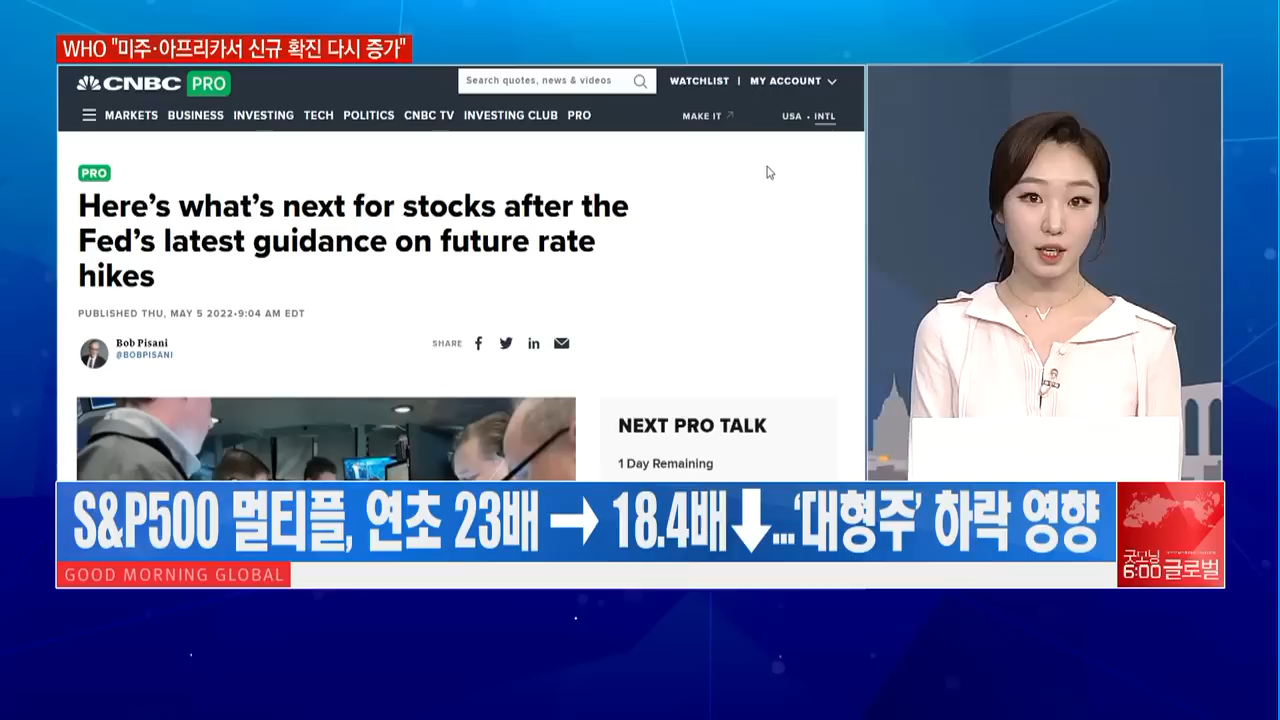 WHO "미주·아프리카서 신규 확진 다시 증가"
CNBC PRO
Search quotes, news & videos
WATCHLIST | MY ACCOUNT
MARKETS BUSINESS INVESTING TECH POLITICS CNBC TV INVESTING CLUB PRO
MAKE IT
USA • INTL
PRO
Here's what's next for stocks after the
Fed's latest guidance on future rate
hikes
PUBLISHED THU, MAY 5 2022•9:04 AM EDT
Bob Pisani
@BOBPISANI
SHARE
NEXT PRO TALK
1 Day Remaining
S&P500 멀티플, 연초 23배→18.4배⬇...'대형주' 하락 영향
GOOD MORNING GLOBAL
굿모닝
6:00 글로벌